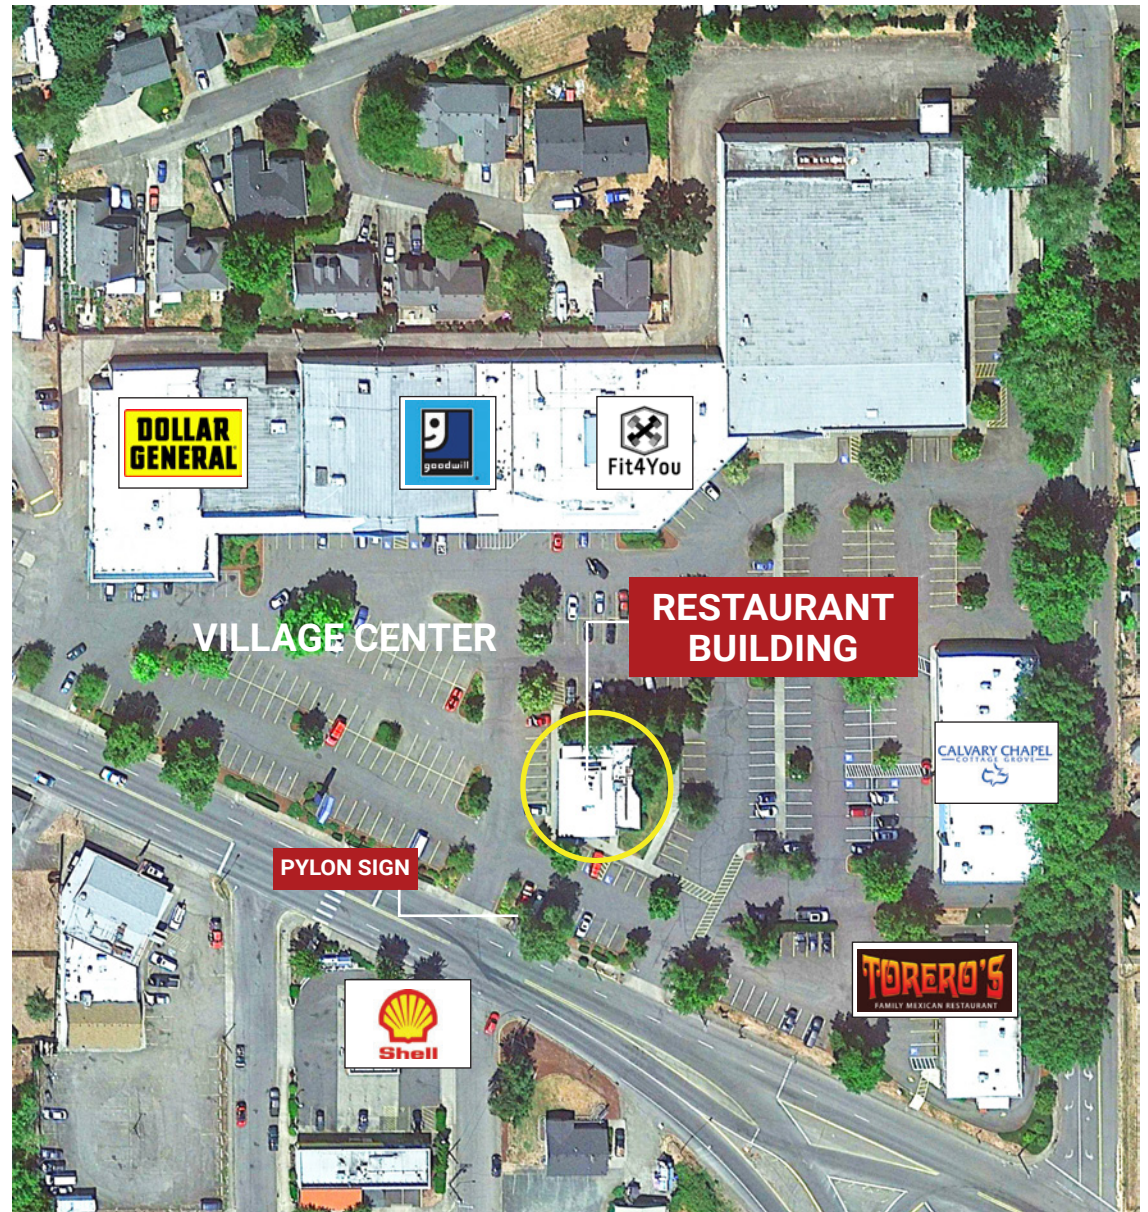 DOLLAR
GENERAL
goodwill
Fit4You
RESTAURANT
BUILDING
VILLAGE CENTER
CALVARY CHAPEL
COTTAGE GROVE
PYLON SIGN
TORERO'S
FAMILY MEXICAN RESTAURANT
Shell